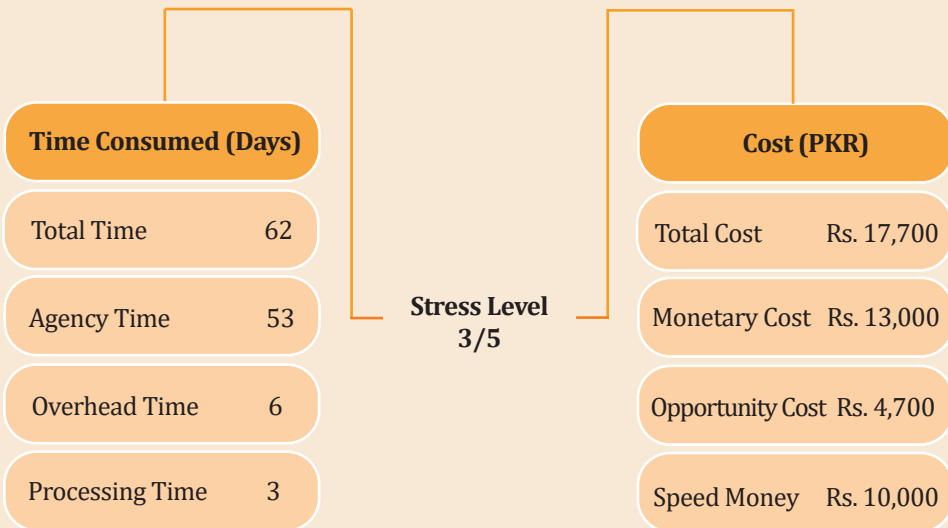 Time Consumed (Days)
Total Time 62
Agency Time 53
Overhead Time 6
Processing Time 3
Stress Level
3/5
Cost (PKR)
Total Cost Rs. 17,700
Monetary Cost Rs. 13,000
Opportunity Cost Rs. 4,700
Speed Money Rs. 10,000